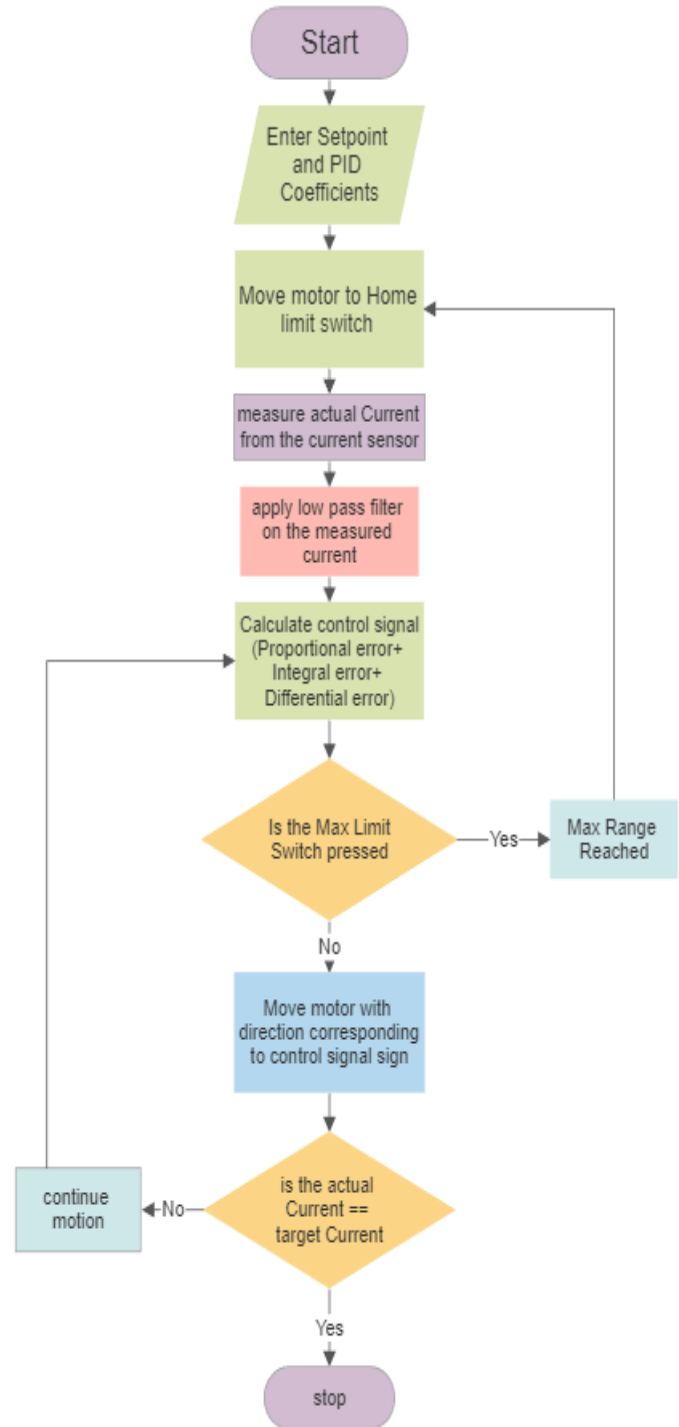 Start
Enter Setpoint
and PID
Coefficients
Move motor to Home
limit switch
measure actual Current
from the current sensor
apply low pass filter
on the measured
current
Calculate control signal
(Proportional error+
Integral error+
Differential error)
Is the Max Limit
Switch pressed
Yes
Max Range
Reached
No
Move motor with
direction corresponding
to control signal sign
is the actual
Current ==
target Current
No
continue
motion
Yes
stop